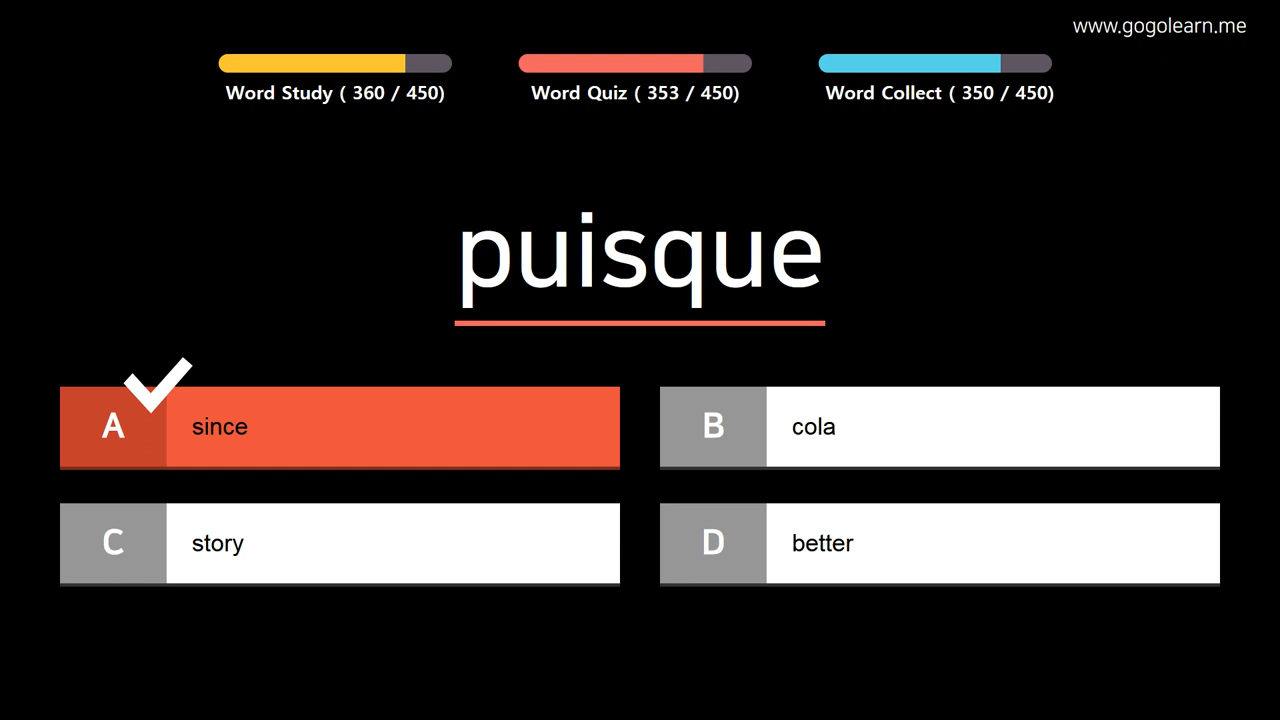 www.gogolearn.me
Word Study ( 360 / 450)
Word Quiz ( 353 / 450)
Word Collect ( 350 / 450)
puisque
A since
B cola
C story
D better